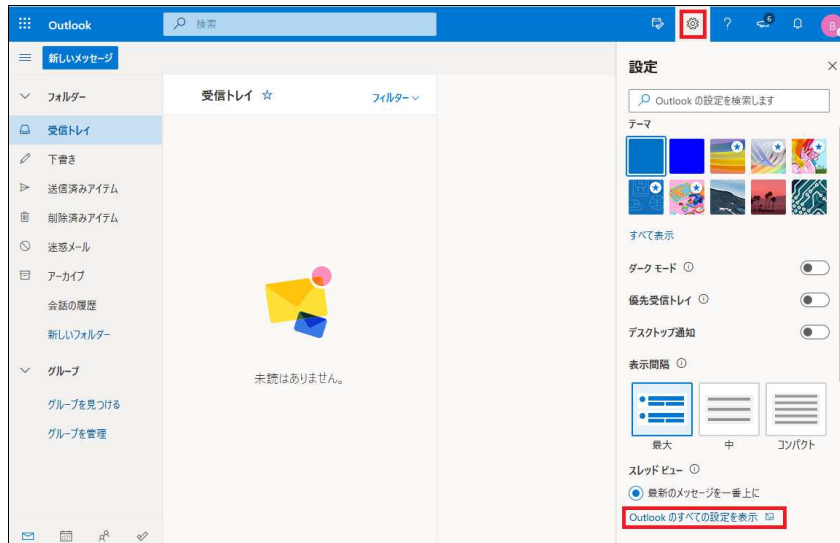 Outlook
検索
6
B
新しいメッセージ
フォルダー
受信トレイ
下書き
送信済みアイテム
削除済みアイテム
迷惑メール
アーカイブ
会話の履歴
新しいフォルダー
グループ
グループを見つける
グループを管理
受信トレイ
フィルター
未読はありません。
設定
Outlook の設定を検索します
テーマ
すべて表示
ダーク モード
優先受信トレイ
デスクトップ通知
表示間隔
最大 中 コンパクト
スレッド ビュー
最新のメッセージを一番上に
Outlook のすべての設定を表示